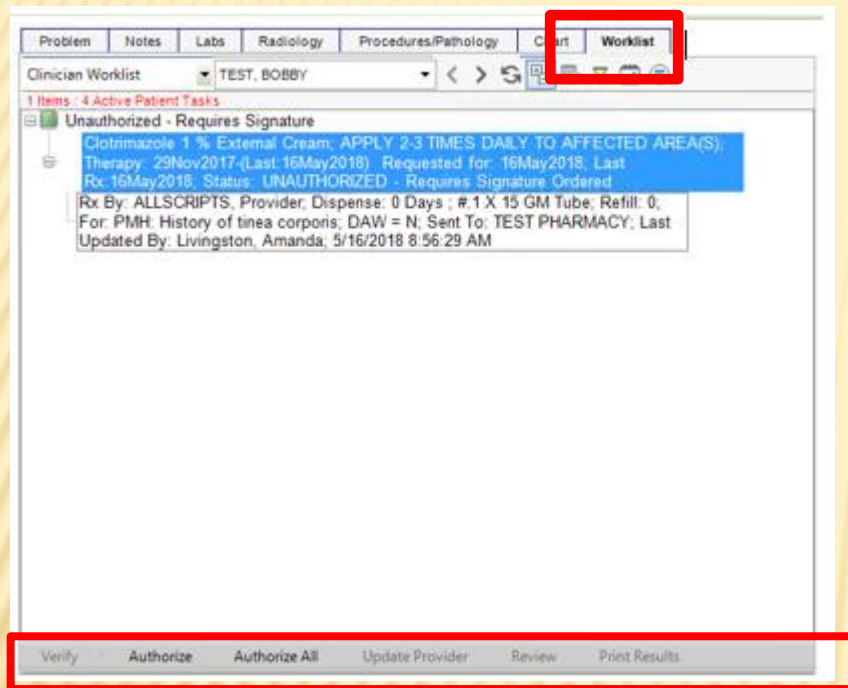 Problem Notes Labs Radiology Procedures/Pathology Chart Worklist
Clinician Worklist TEST, BOBBY
1 Items : 4 Active Patient Tasks
Unauthorized - Requires Signature
Clotrimazole 1 % External Cream; APPLY 2-3 TIMES DAILY TO AFFECTED AREA(S);
Therapy: 29Nov2017-(Last 16May2018) Requested for: 16May2018; Last
Rx:16May2018; Status: UNAUTHORIZED - Requires Signature Ordered
Rx By: ALLSCRIPTS, Provider; Dispense: 0 Days ; #:1 X 15 GM Tube; Refill: 0;
For: PMH: History of tinea corporis; DAW = N; Sent To: TEST PHARMACY; Last
Updated By: Livingston, Amanda; 5/16/2018 8:56:29 AM
Verify Authorize Authorize All Update Provider Review Print Results